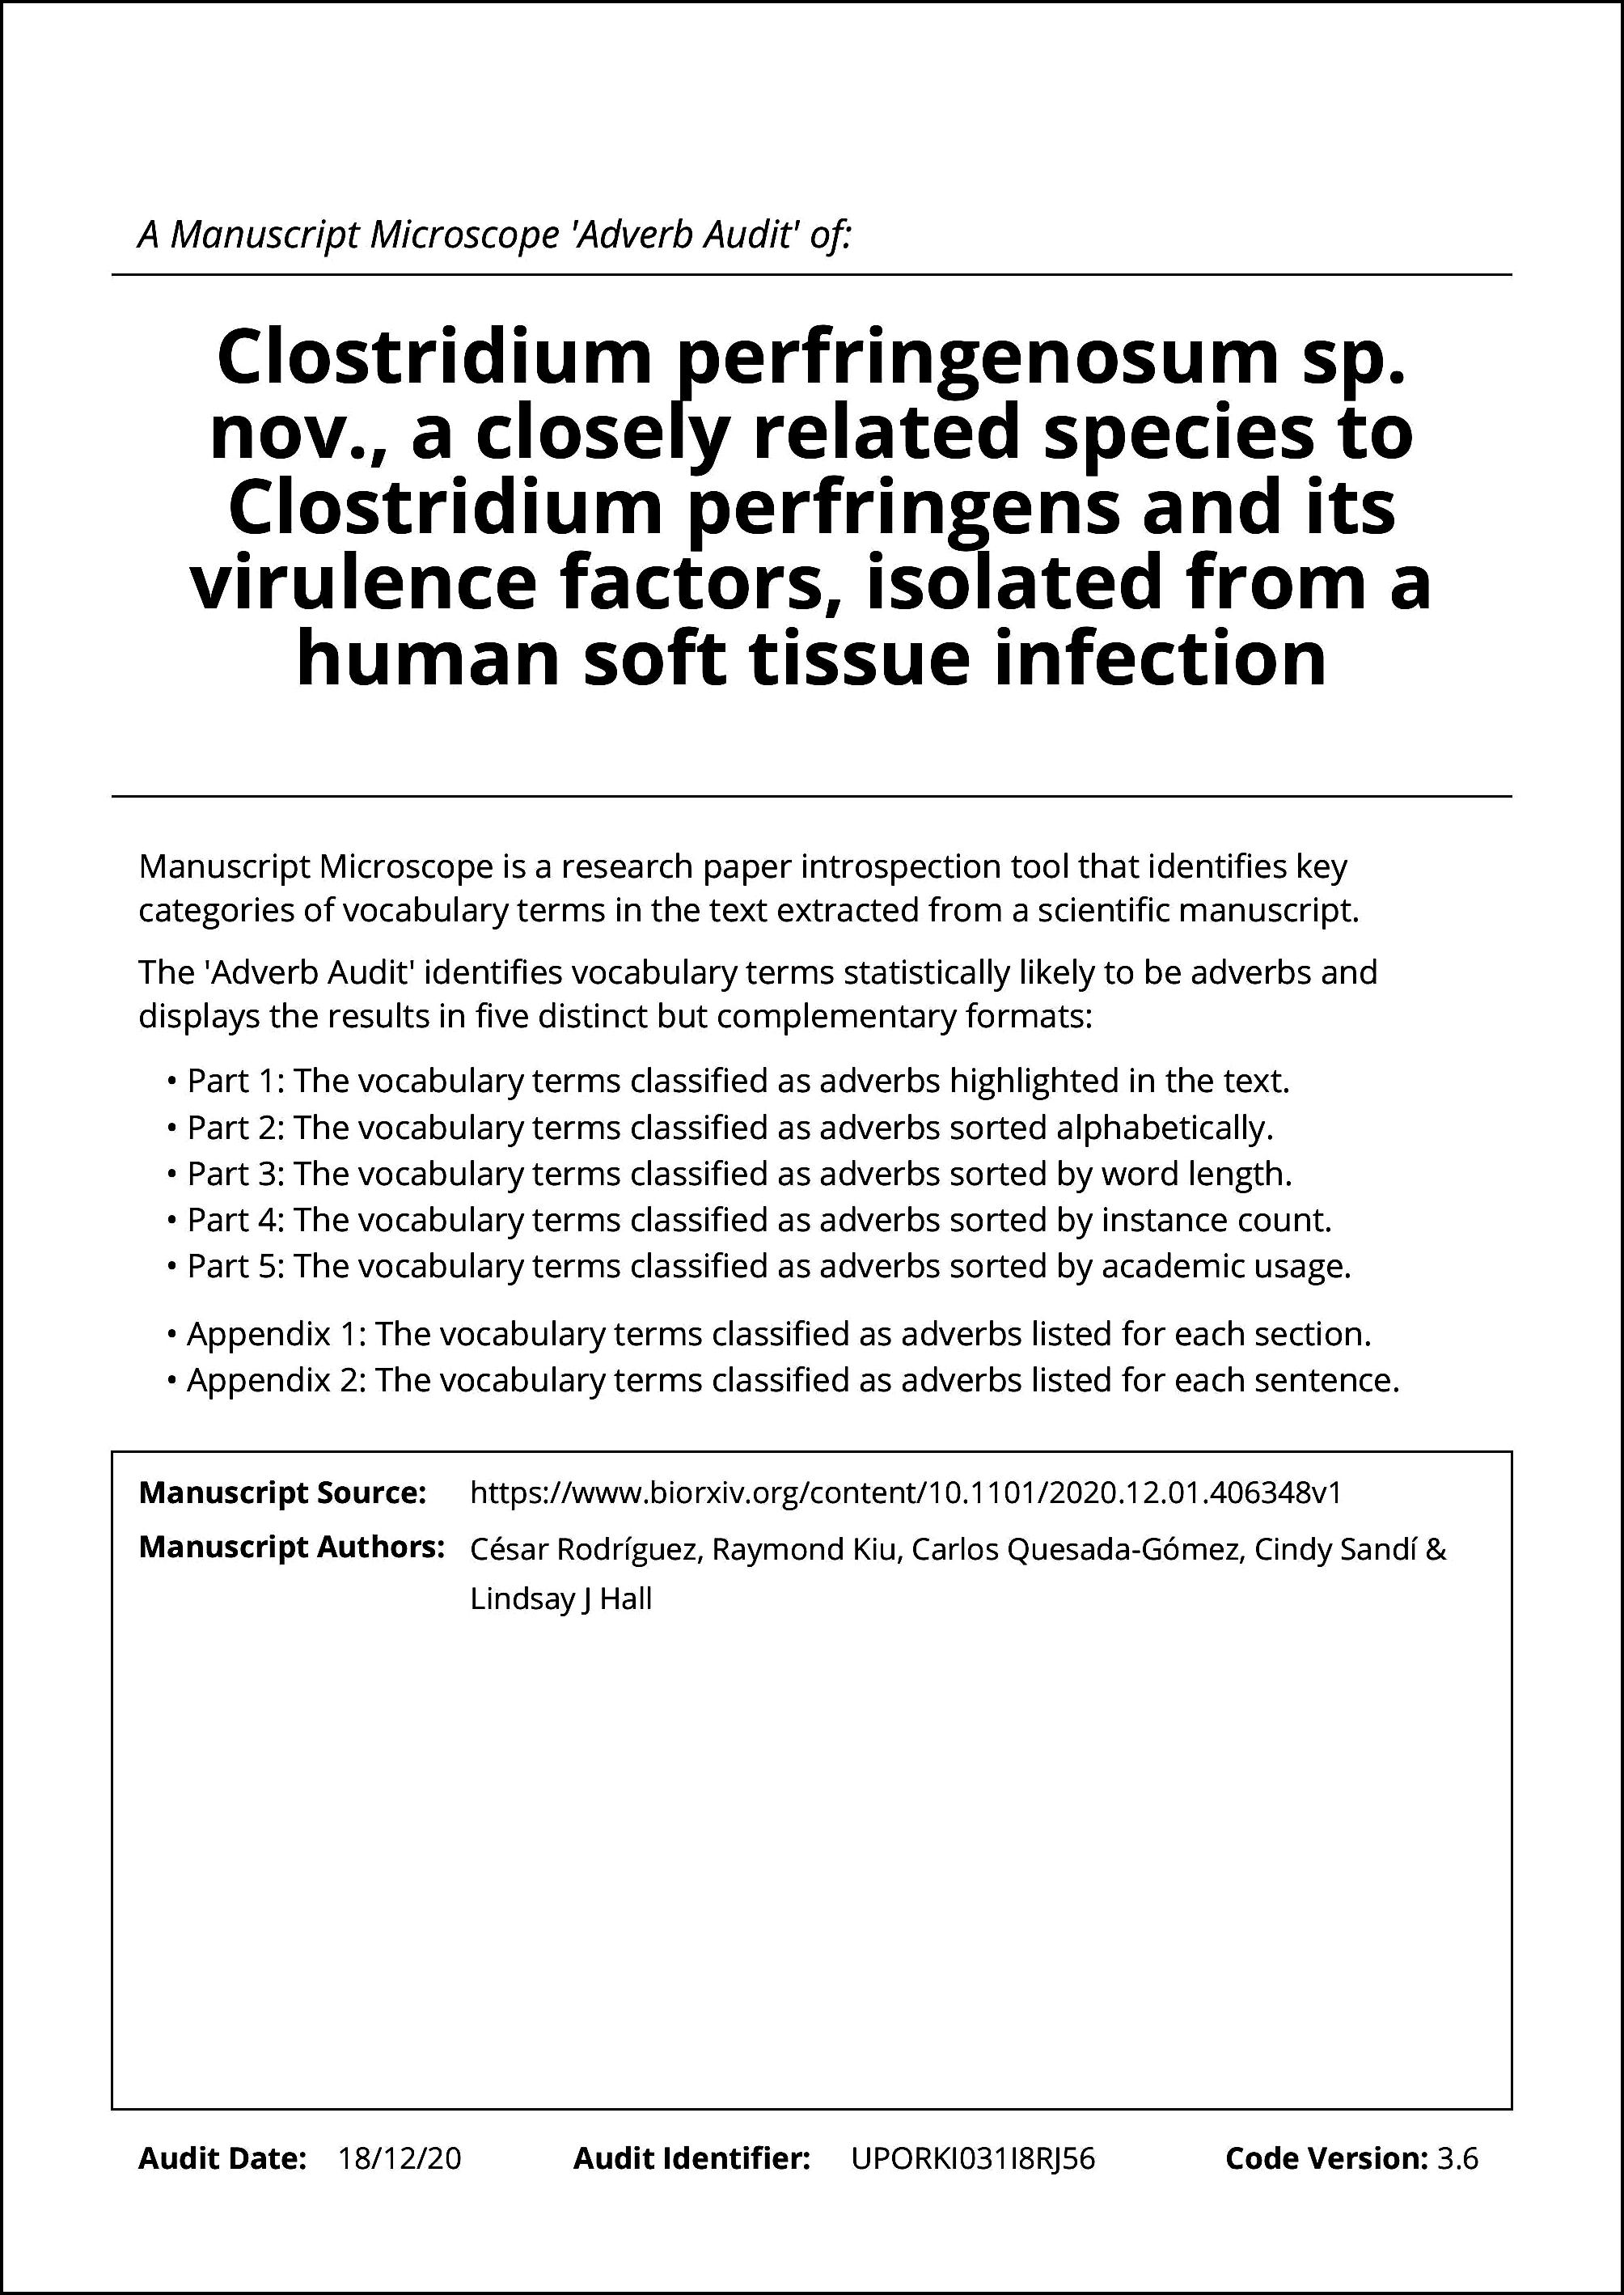 A Manuscript Microscope 'Adverb Audit' of:
Clostridium perfringenosum sp.
nov., a closely related species to
Clostridium perfringens and its
virulence factors, isolated from a
human soft tissue infection
Manuscript Microscope is a research paper introspection tool that identifies key
categories of vocabulary terms in the text extracted from a scientific manuscript.
The 'Adverb Audit' identifies vocabulary terms statistically likely to be adverbs and
displays the results in five distinct but complementary formats:
• Part 1: The vocabulary terms classified as adverbs highlighted in the text.
• Part 2: The vocabulary terms classified as adverbs sorted alphabetically.
• Part 3: The vocabulary terms classified as adverbs sorted by word length.
• Part 4: The vocabulary terms classified as adverbs sorted by instance count.
• Part 5: The vocabulary terms classified as adverbs sorted by academic usage.
• Appendix 1: The vocabulary terms classified as adverbs listed for each section.
• Appendix 2: The vocabulary terms classified as adverbs listed for each sentence.
Manuscript Source: https://www.biorxiv.org/content/10.1101/2020.12.01.406348v1
Manuscript Authors: César Rodríguez, Raymond Kiu, Carlos Quesada-Gómez, Cindy Sandí &
Lindsay J Hall
Audit Date: 18/12/20 Audit Identifier: UPORKI031I8RJ56 Code Version: 3.6